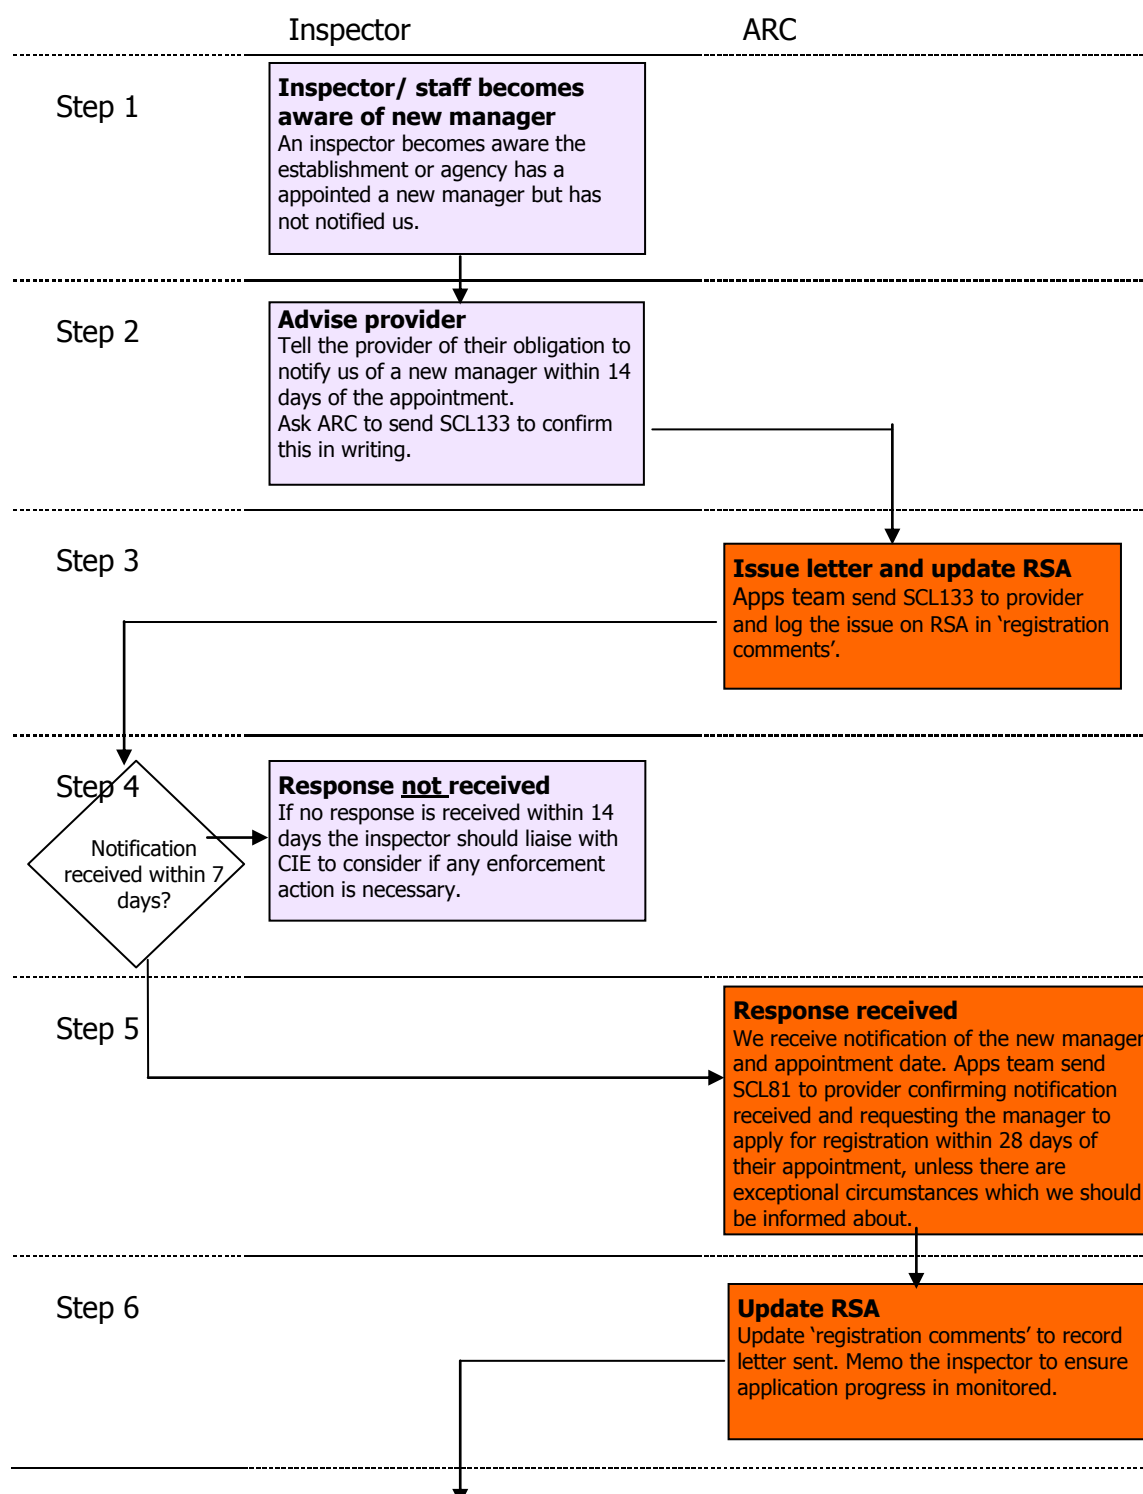 Inspector
ARC
Step 1
Inspector/ staff becomes
aware of new manager
An inspector becomes aware the
establishment or agency has a
appointed a new manager but has
not notified us.
Step 2
Advise provider
Tell the provider of their obligation to
notify us of a new manager within 14
days of the appointment.
Ask ARC to send SCL133 to confirm
this in writing.
Step 3
Issue letter and update RSA
Apps team send SCL133 to provider
and log the issue on RSA in ‘registration
comments’.
Step 4
Notification
received within 7
days?
Response not received
If no response is received within 14
days the inspector should liaise with
CIE to consider if any enforcement
action is necessary.
Step 5
Response received
We receive notification of the new manager
and appointment date. Apps team send
SCL81 to provider confirming notification
received and requesting the manager to
apply for registration within 28 days of
their appointment, unless there are
exceptional circumstances which we should
be informed about.
Step 6
Update RSA
Update ‘registration comments’ to record
letter sent. Memo the inspector to ensure
application progress in monitored.